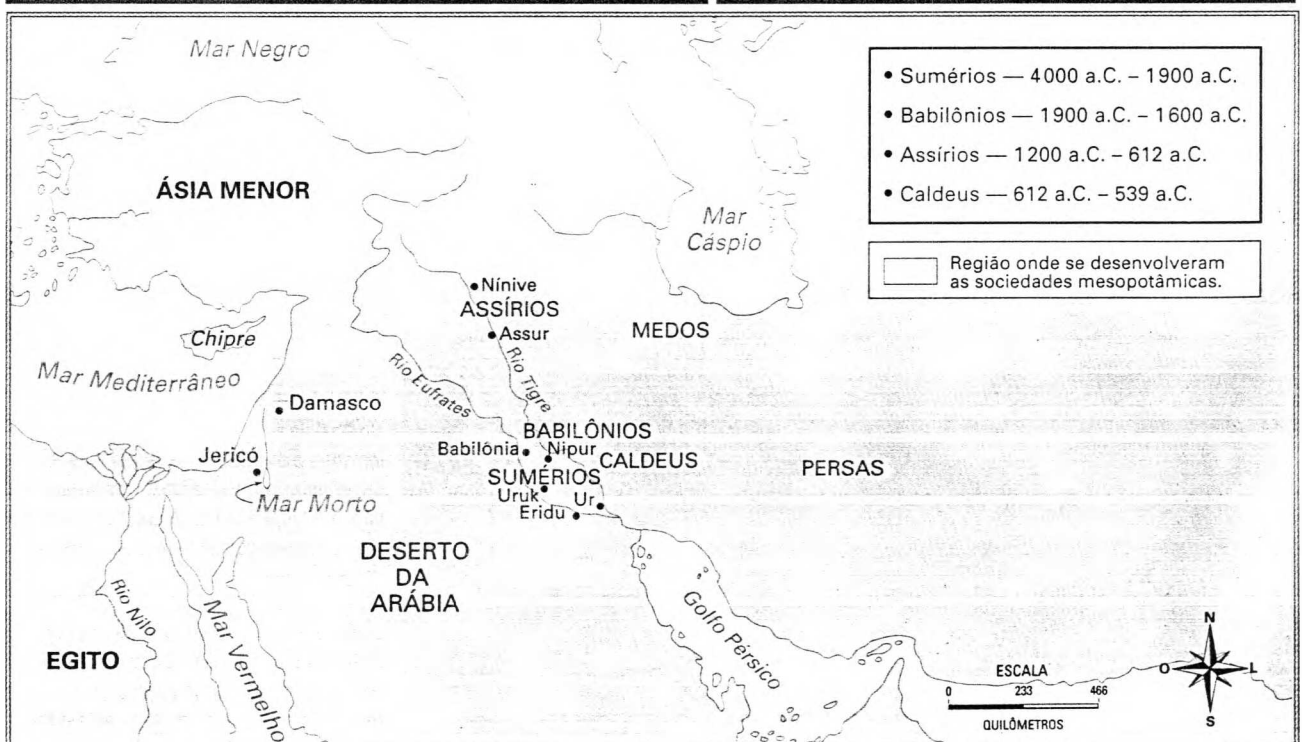 Mar Negro
• Sumérios — 4000 a.C. – 1900 a.C.
• Babilônios — 1900 a.C. – 1600 a.C.
• Assírios — 1200 a.C. – 612 a.C.
• Caldeus — 612 a.C. – 539 a.C.
Região onde se desenvolveram
as sociedades mesopotâmicas.
ÁSIA MENOR
Mar
Cáspio
Nínive
ASSÍRIOS
Assur
MEDOS
Chipre
Mar Mediterrâneo
Rio Eufrates
Rio Tigre
Damasco
BABILÔNIOS
Babilônia
Nipur
CALDEUS
PERSAS
Jericó
SUMÉRIOS
Uruk
Ur
Eridu
Mar Morto
DESERTO
DA
ARÁBIA
Rio Nilo
Mar Vermelho
Golfo Pérsico
EGITO
ESCALA
0 233 466
QUILÔMETROS
N
O L
S